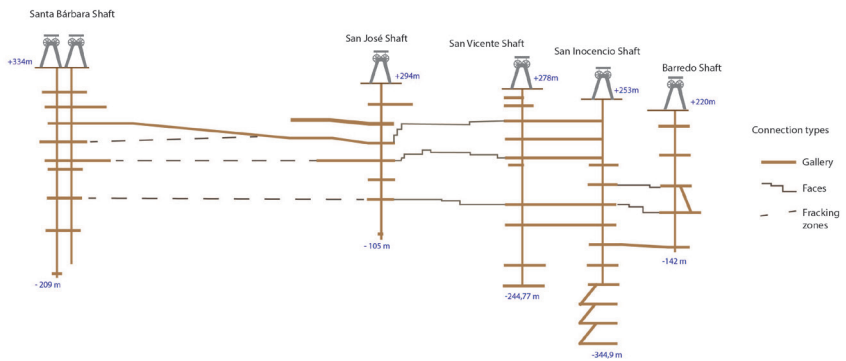 Santa Bárbara Shaft
San José Shaft
San Vicente Shaft
San Inocencio Shaft
Barredo Shaft
+334m
+294m
+278m
+253m
+220m
Connection types
Gallery
Faces
Fracking
zones
- 105 m
-142 m
- 209 m
-244,77 m
-344,9 m